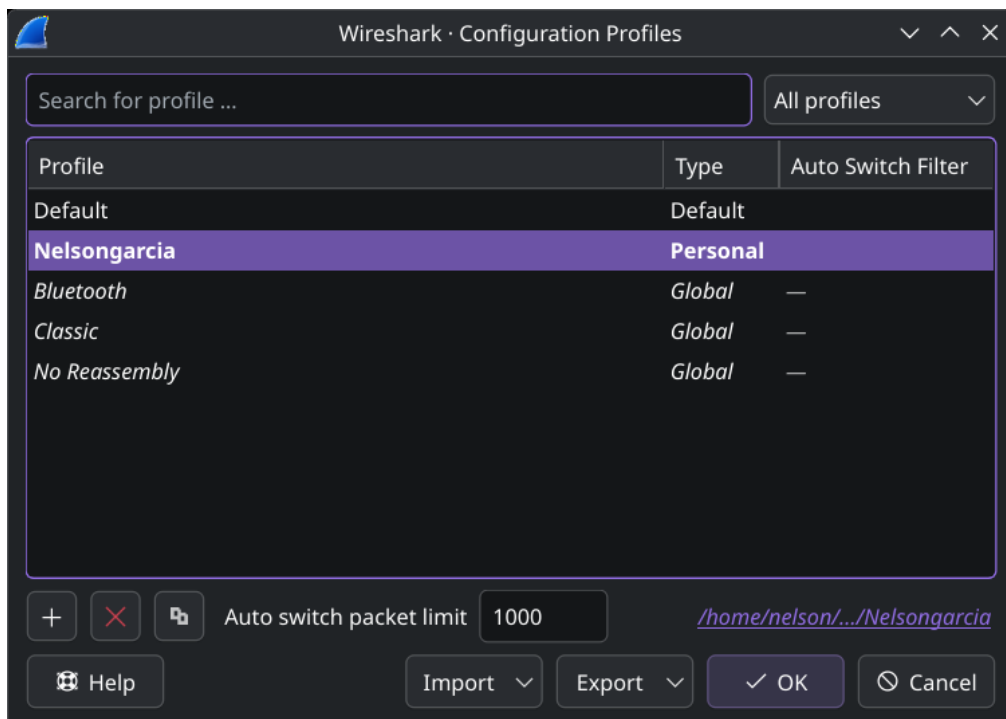 Wireshark · Configuration Profiles
Search for profile ... All profiles
Profile Type Auto Switch Filter
Default Default
Nelsongarcia Personal
Bluetooth Global —
Classic Global —
No Reassembly Global —
Auto switch packet limit 1000 /home/nelson/.../Nelsongarcia
Help Import Export OK Cancel